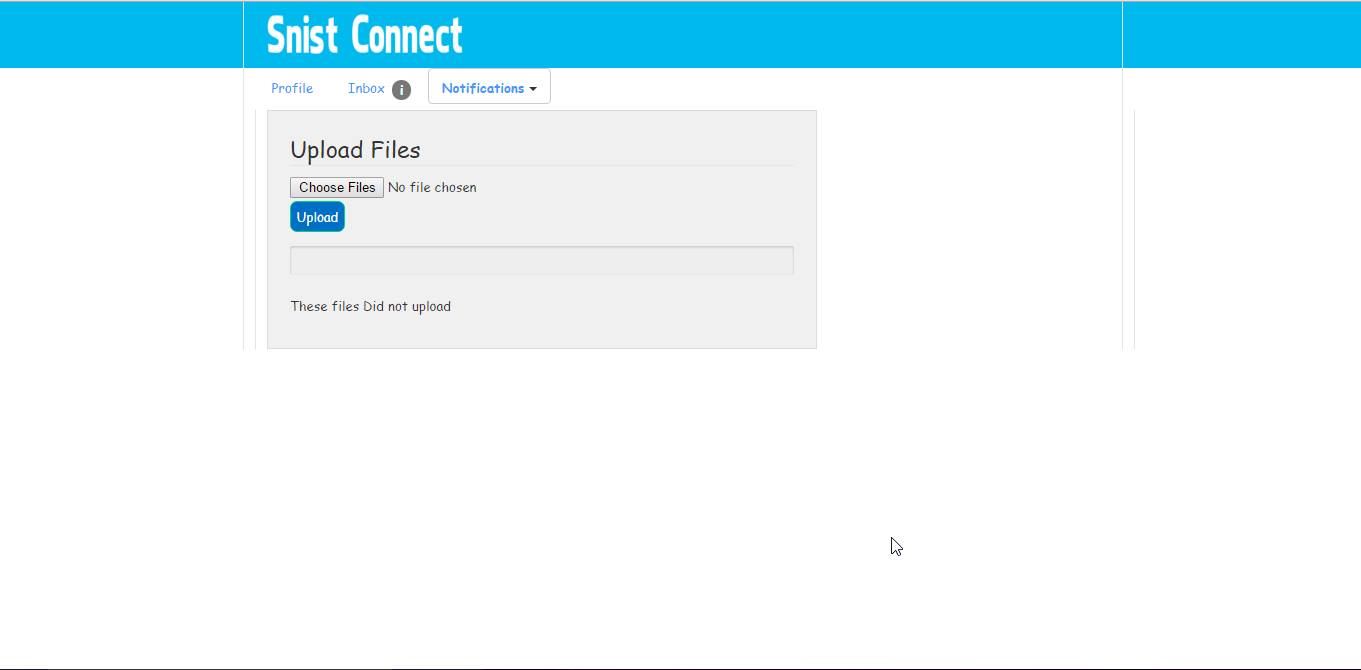 Snist Connect
Profile Inbox i Notifications
Upload Files
Choose Files No file chosen
Upload
These files Did not upload